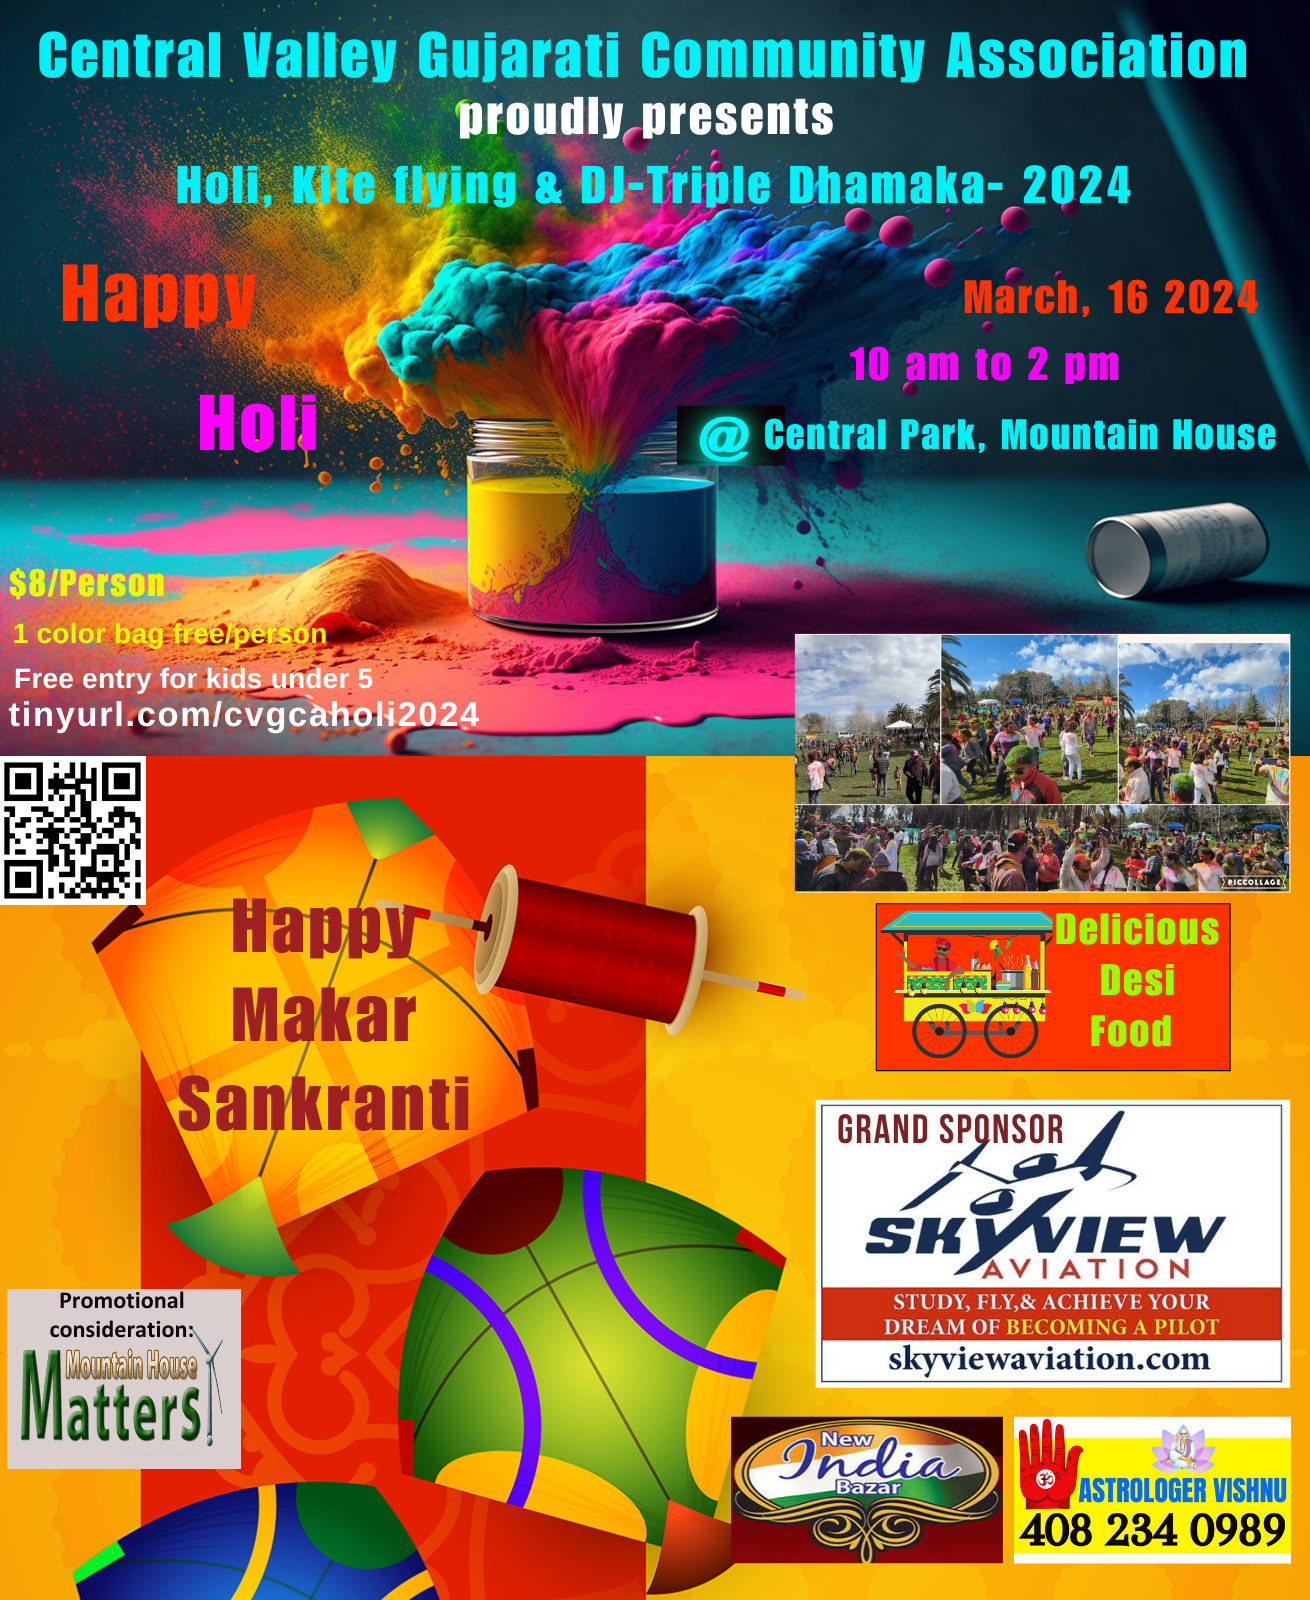 Central Valley Gujarati Community Association
proudly presents
Holi, Kite flying & DJ-Triple Dhamaka- 2024
Happy
Holi
March, 16 2024
10 am to 2 pm
@ Central Park, Mountain House
$8/Person
1 color bag free/person
Free entry for kids under 5
tinyurl.com/cvgcaholi2024
PICCOLLAGE
Happy
Makar
Sankranti
Delicious
Desi
Food
GRAND SPONSOR
SKYVIEW
AVIATION
STUDY, FLY,& ACHIEVE YOUR
DREAM OF BECOMING A PILOT
skyviewaviation.com
Promotional
consideration:
Mountain House
Matters
New
India
Bazar
ॐ
ASTROLOGER VISHNU
408 234 0989